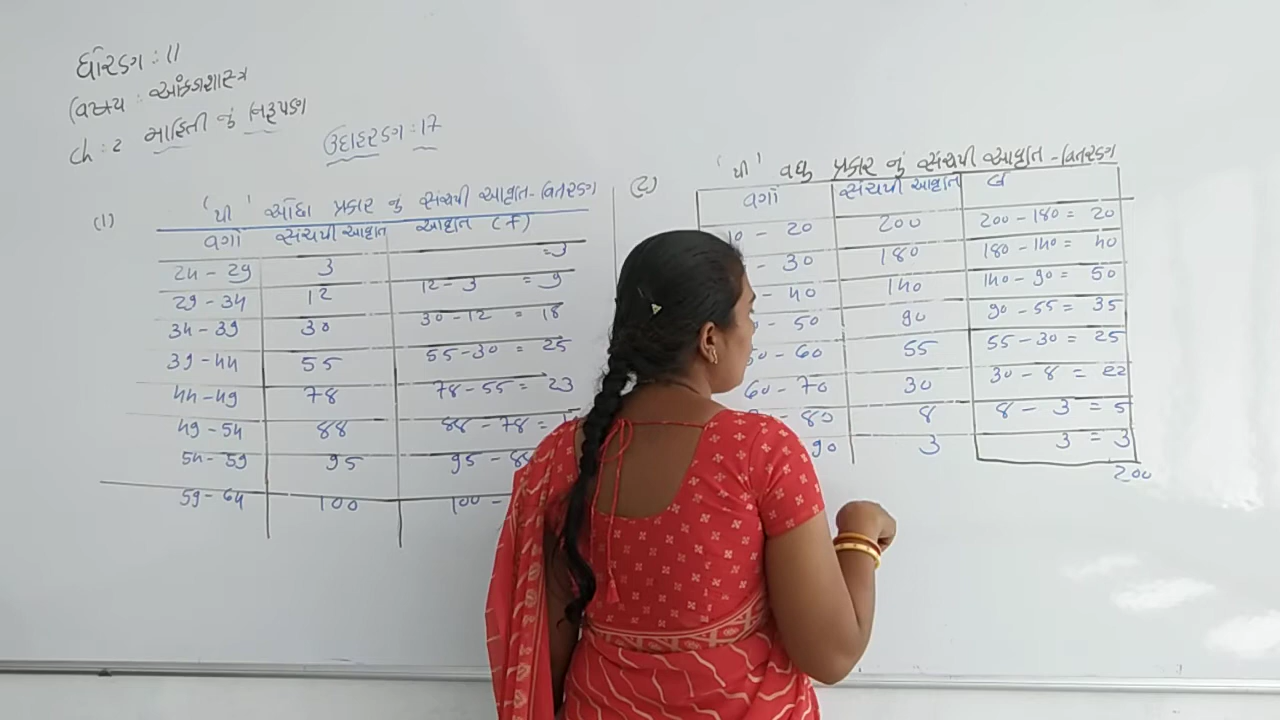 ધોરણ : 11
વિષય : આંકડાશાસ્ત્ર
Ch : 2 માહિતી નું નિરૂપણ
ઉદાહરણ : 17
(1) 'થી' ઓછા પ્રકાર નું સંચયી આવૃત્તિ-વિતરણ
વર્ગો સંચયી આવૃત્તિ આવૃત્તિ (f)
24 - 29 3 = 3
29 - 34 12 12 - 3 = 9
34 - 39 30 30 - 12 = 18
39 - 44 55 55 - 30 = 25
44 - 49 78 78 - 55 = 23
49 - 54 88 88 - 78 =
54 - 59 95 95 -
59 - 64 100 100 -
(2) 'થી' વધુ પ્રકાર નું સંચયી આવૃત્તિ - વિતરણ
વર્ગો સંચયી આવૃત્તિ
10 - 20 200 200 - 180 = 20
- 30 180 180 - 140 = 40
- 40 140 140 - 90 = 50
- 50 90 90 - 55 = 35
50 - 60 55 55 - 30 = 25
60 - 70 30 30 - 8 = 22
- 80 8 8 - 3 = 5
90 3 3 = 3
200